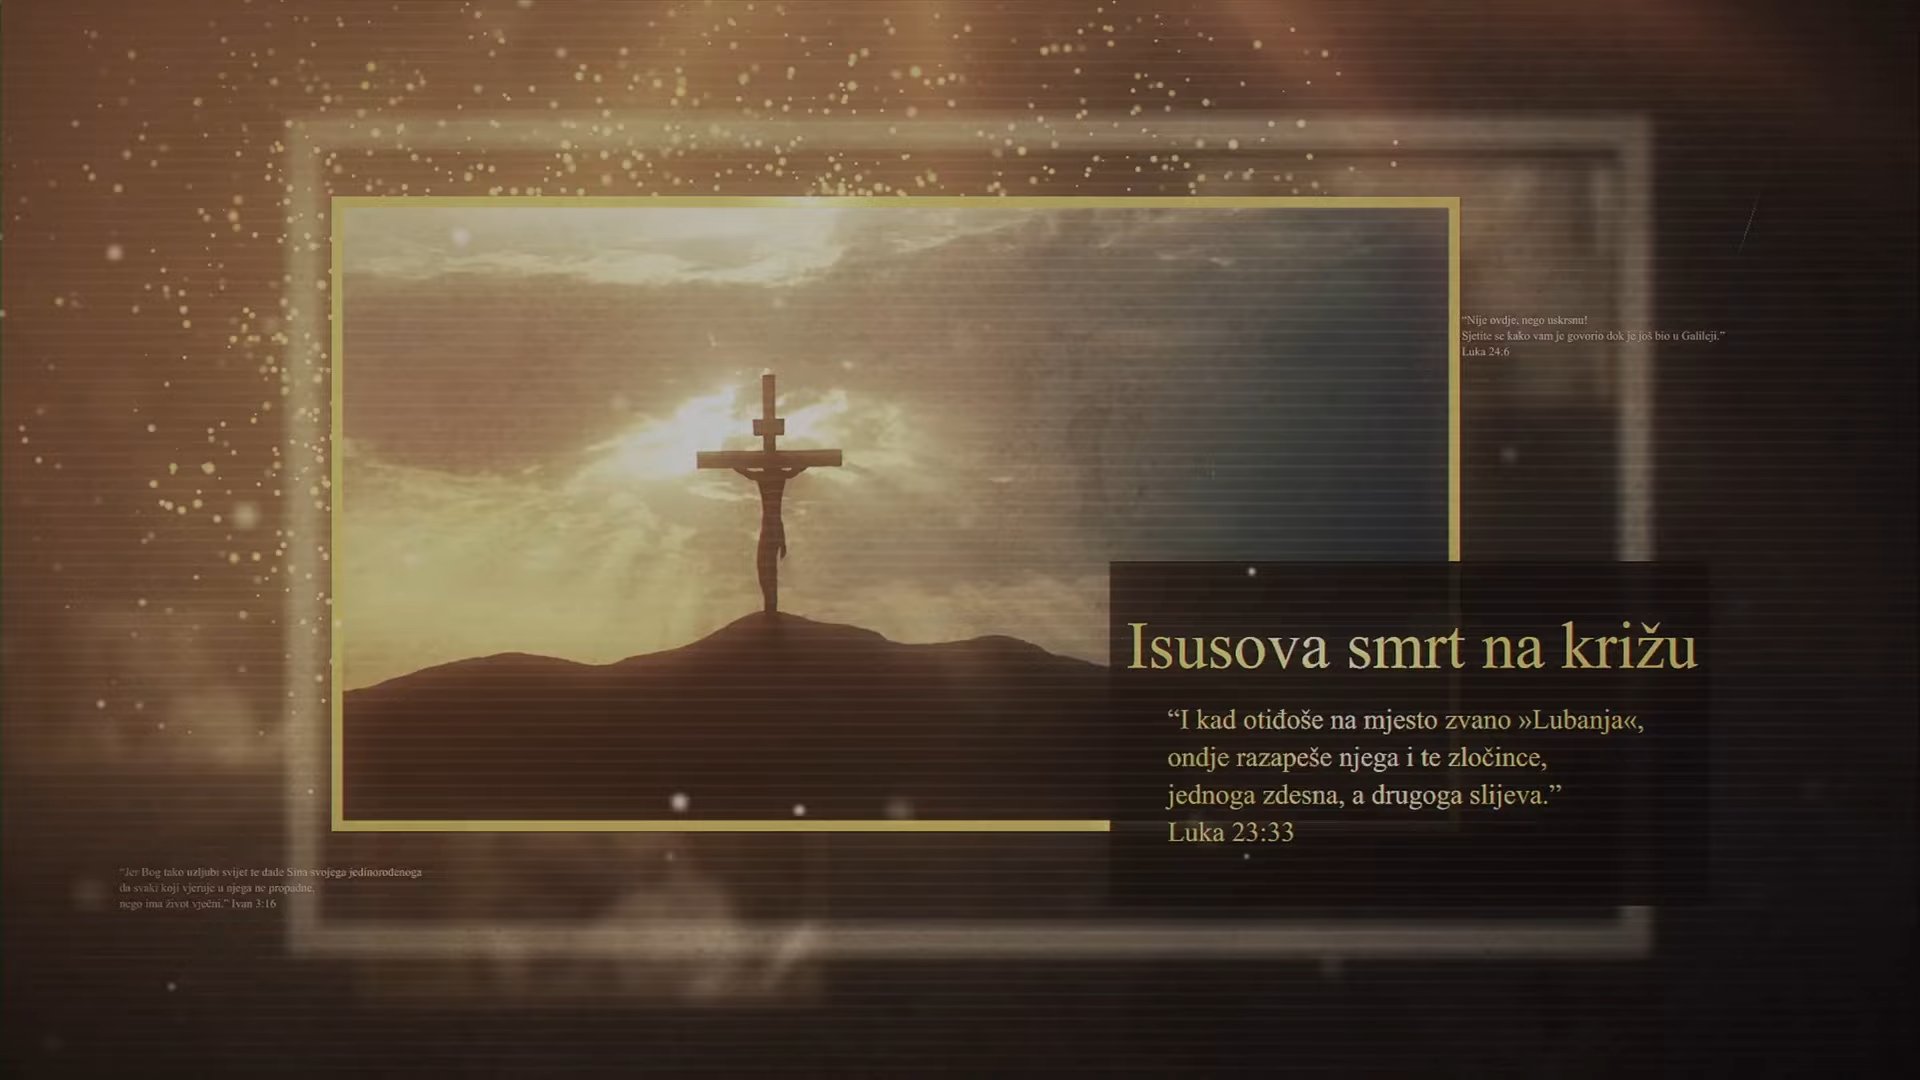 “Nije ovdje, nego uskrsnu!
Sjetite se kako vam je govorio dok je još bio u Galileji.”
Luka 24:6
Isusova smrt na križu
“I kad otiđoše na mjesto zvano »Lubanja«,
ondje razapeše njega i te zločince,
jednoga zdesna, a drugoga slijeva.”
Luka 23:33
“Jer Bog tako uzljubi svijet te dade Sina svojega jedinorođenoga
da svaki koji vjeruje u njega ne propadne,
nego ima život vječni.” Ivan 3:16